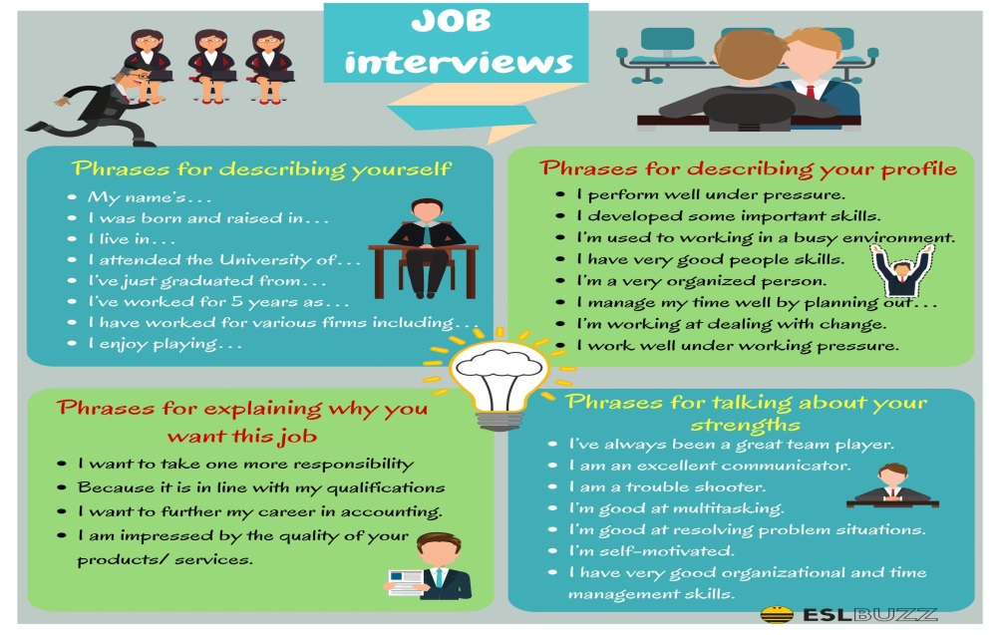 JOB
interviews
Phrases for describing yourself
My name's...
I was born and raised in...
I live in...
I attended the University of...
I've just graduated from...
I've worked for 5 years as...
I have worked for various firms including...
I enjoy playing...
Phrases for describing your profile
I perform well under pressure.
I developed some important skills.
I'm used to working in a busy environment.
I have very good people skills.
I'm a very organized person.
I manage my time well by planning out...
I'm working at dealing with change.
I work well under working pressure.
Phrases for explaining why you
want this job
I want to take one more responsibility
Because it is in line with my qualifications
I want to further my career in accounting.
I am impressed by the quality of your
products/ services.
Phrases for talking about your
strengths
I've always been a great team player.
I am an excellent communicator.
I am a trouble shooter.
I'm good at multitasking.
I'm good at resolving problem situations.
I'm self-motivated.
I have very good organizational and time
management skills.
ESLBUZZ